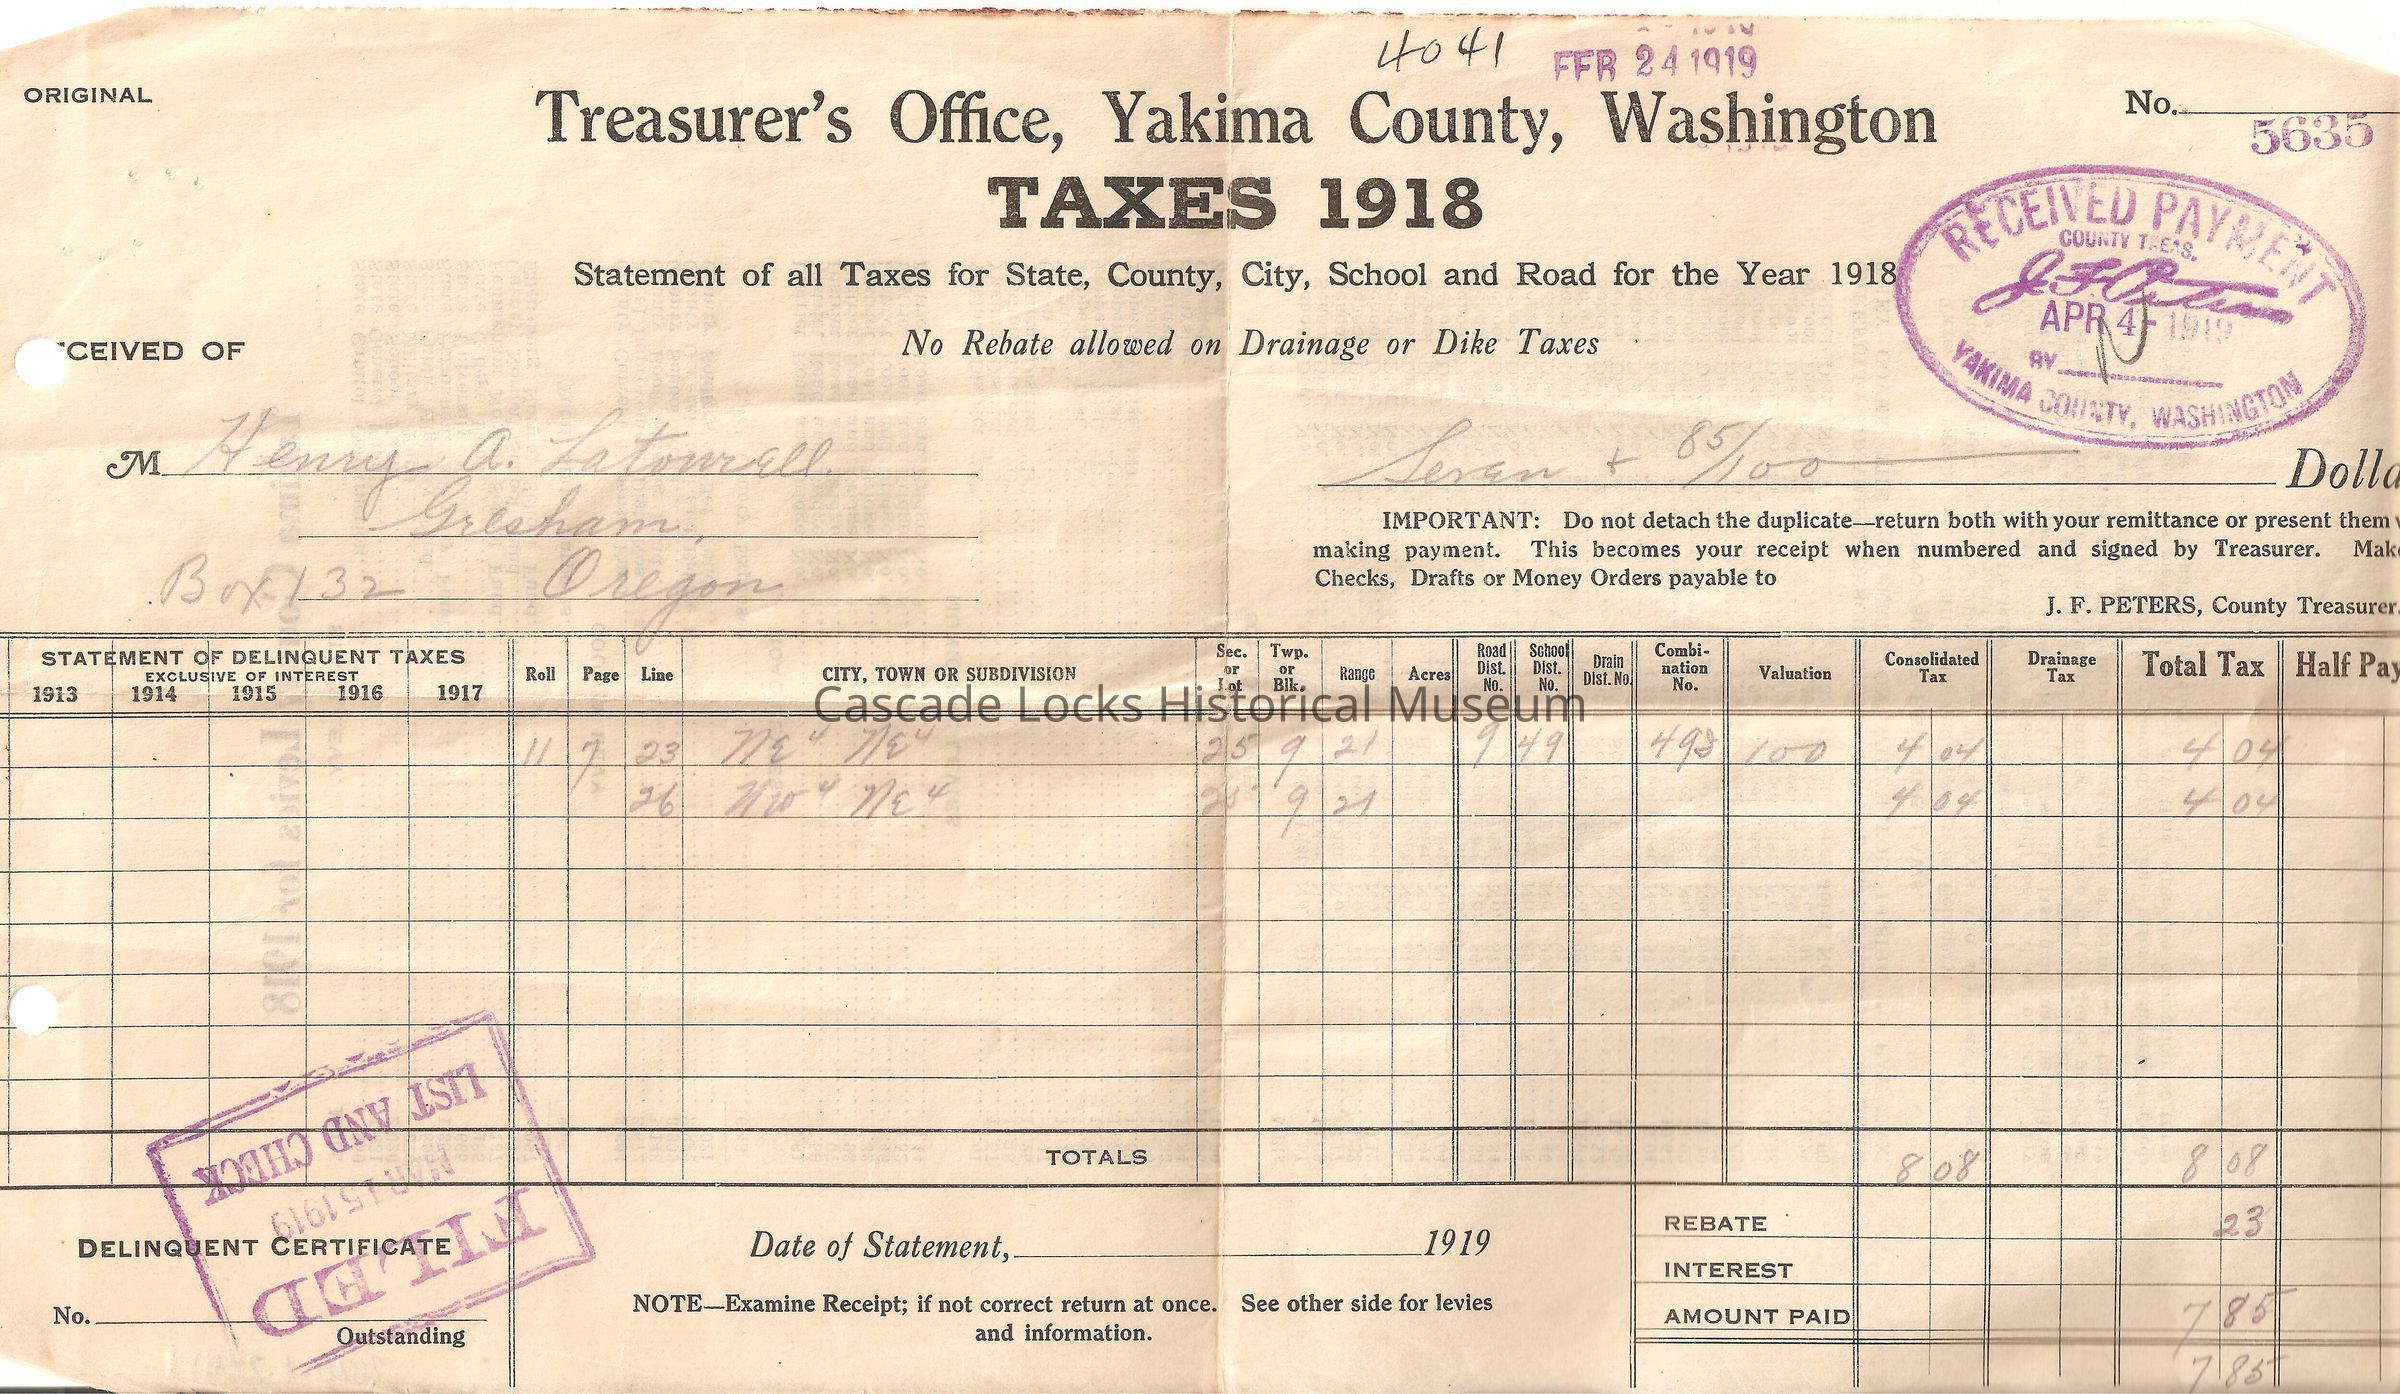 4041 FEB 24 1919
ORIGINAL
Treasurer's Office, Yakima County, Washington
No.
5635
TAXES 1918
Statement of all Taxes for State, County, City, School and Road for the Year 1918
No Rebate allowed on Drainage or Dike Taxes
RECEIVED PAYMENT
COUNTY TREAS.
APR 4- 1919
BY
YAKIMA COUNTY, WASHINGTON
CEIVED OF
M Henry A. Latourell
Gresham,
Box 132 Oregon
Seven + 85/100 Dolla
IMPORTANT: Do not detach the duplicate—return both with your remittance or present them
making payment. This becomes your receipt when numbered and signed by Treasurer. Mak
Checks, Drafts or Money Orders payable to
J. F. PETERS, County Treasurer.
STATEMENT OF DELINQUENT TAXES
EXCLUSIVE OF INTEREST
1913 1914 1915 1916 1917
Roll Page Line CITY, TOWN OR SUBDIVISION Sec. or Lot Twp. or Blk. Range Acres Road Dist. No. School Dist. No. Drain Dist. No. Combi-nation No. Valuation Consolidated Tax Drainage Tax Total Tax Half Pay
Cascade Locks Historical Museum
11 7 23 NE4 NE4 25 9 21 9 49 498 100 4 04 4 04
26 NW4 NE4 25 9 21 4 04 4 04
TOTALS 8 08 8 08
FILED
MAR 15 1919
LIST AND CHECK
REBATE 23
INTEREST
AMOUNT PAID 7 85
7 85
DELINQUENT CERTIFICATE
No.
Outstanding
Date of Statement, 1919
NOTE—Examine Receipt; if not correct return at once. See other side for levies
and information.